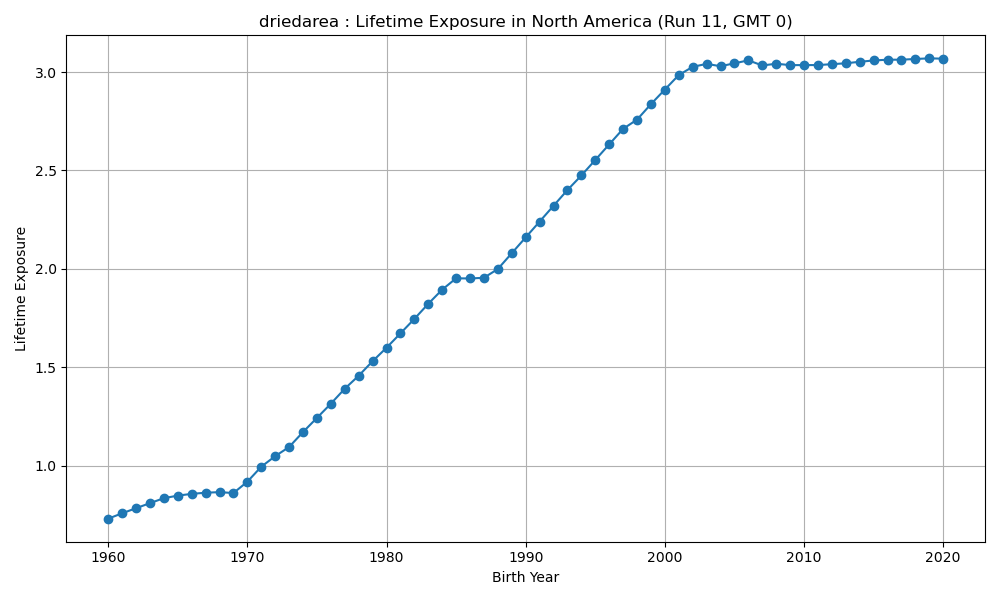 driedarea : Lifetime Exposure in North America (Run 11, GMT 0)
3.0
2.5
2.0
1.5
1.0
Lifetime Exposure
1960 1970 1980 1990 2000 2010 2020
Birth Year